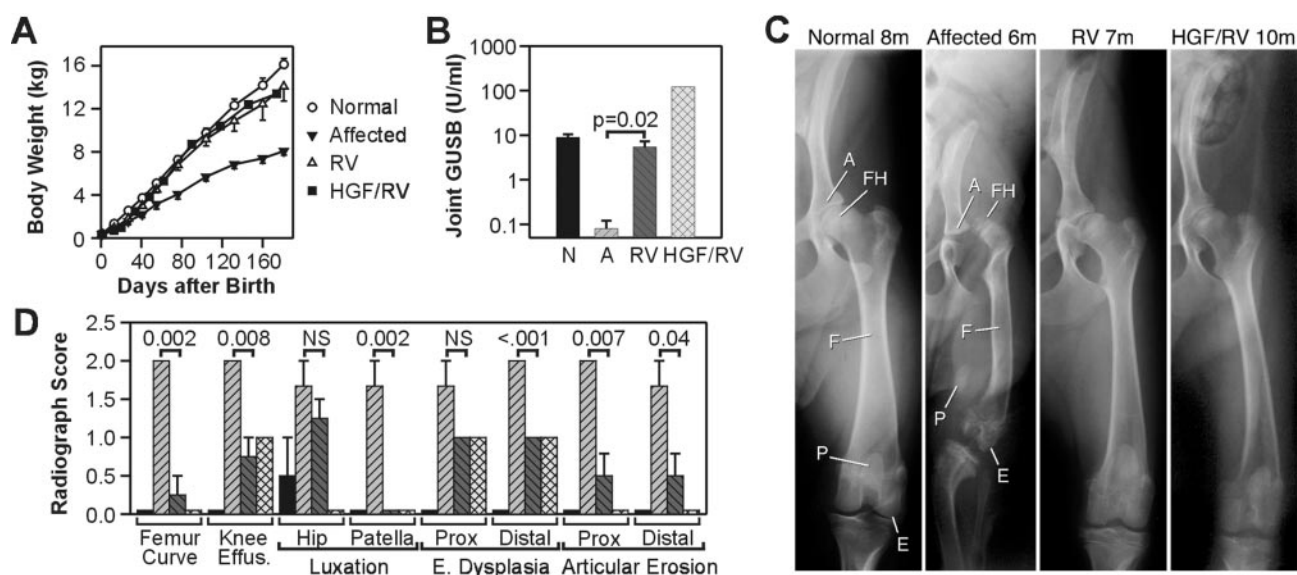 A
Body Weight (kg)
16
12
8
4
0
0 40 80 120 160
Days after Birth
Normal
Affected
RV
HGF/RV
B
Joint GUSB (U/ml)
1000
100
10
1
0.1
p=0.02
N A RV HGF/RV
C
Normal 8m Affected 6m RV 7m HGF/RV 10m
A
FH
F
P
E
A
FH
F
P
E
D
Radiograph Score
2.5
2.0
1.5
1.0
0.5
0.0
0.002 0.008 NS 0.002 NS <.001 0.007 0.04
Femur Knee Hip Patella Prox Distal Prox Distal
Curve Effus. Luxation E. Dysplasia Articular Erosion